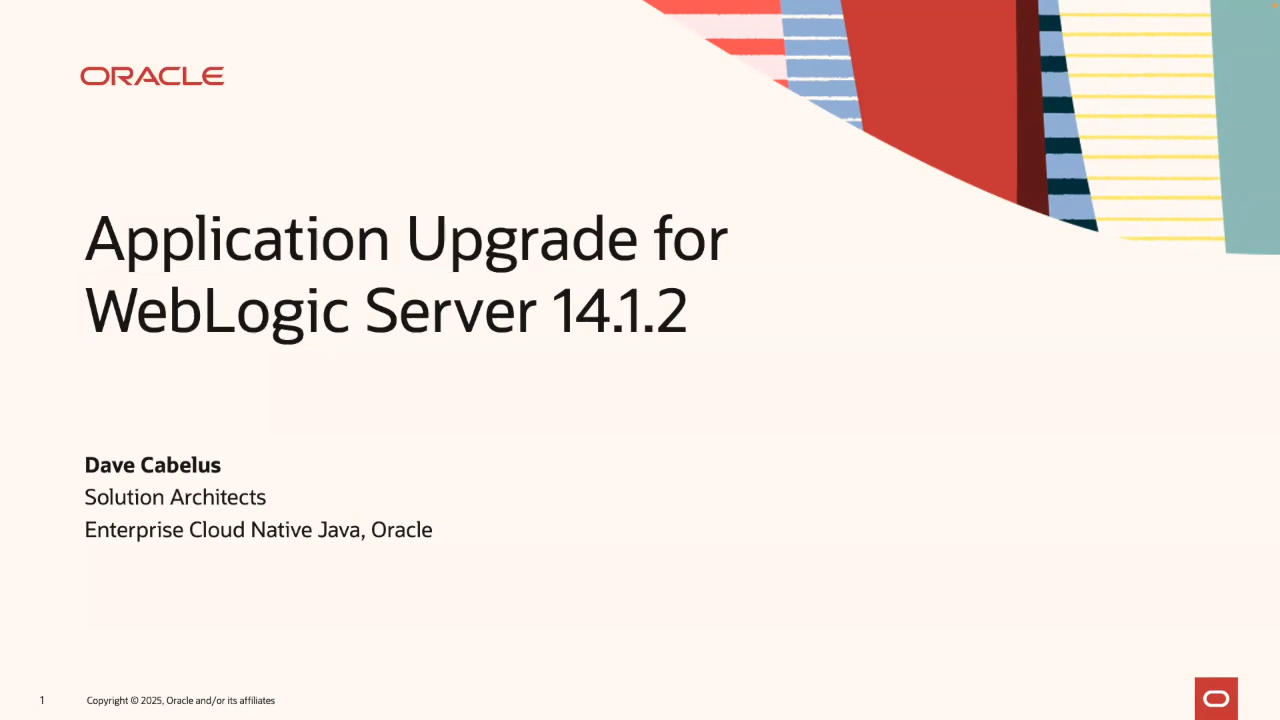 ORACLE
Application Upgrade for
WebLogic Server 14.1.2
Dave Cabelus
Solution Architects
Enterprise Cloud Native Java, Oracle
1 Copyright © 2025, Oracle and/or its affiliates